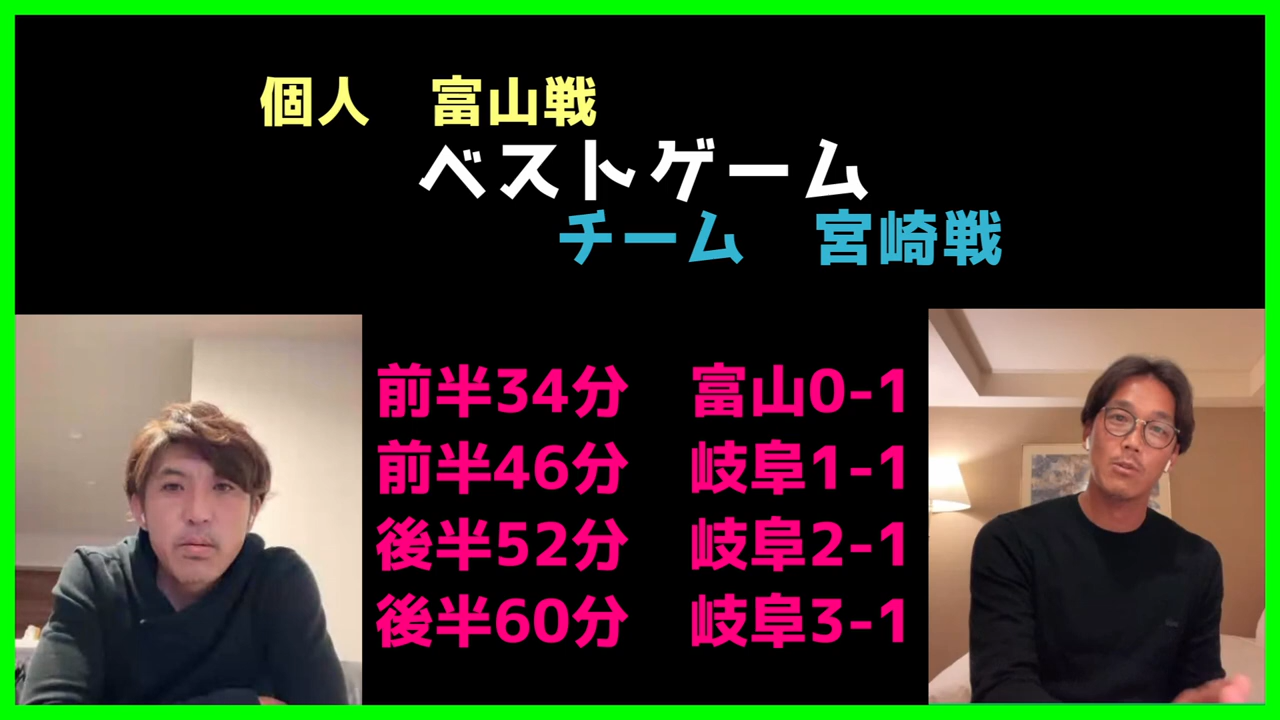 個人　富山戦
ベストゲーム
チーム　宮崎戦
前半34分　富山0-1
前半46分　岐阜1-1
後半52分　岐阜2-1
後半60分　岐阜3-1